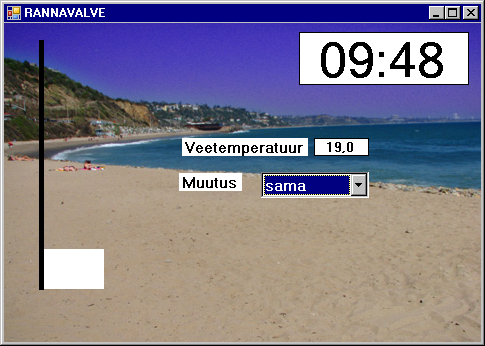 RANNAVALVE
09:48
Veetemperatuur 19,0
Muutus sama